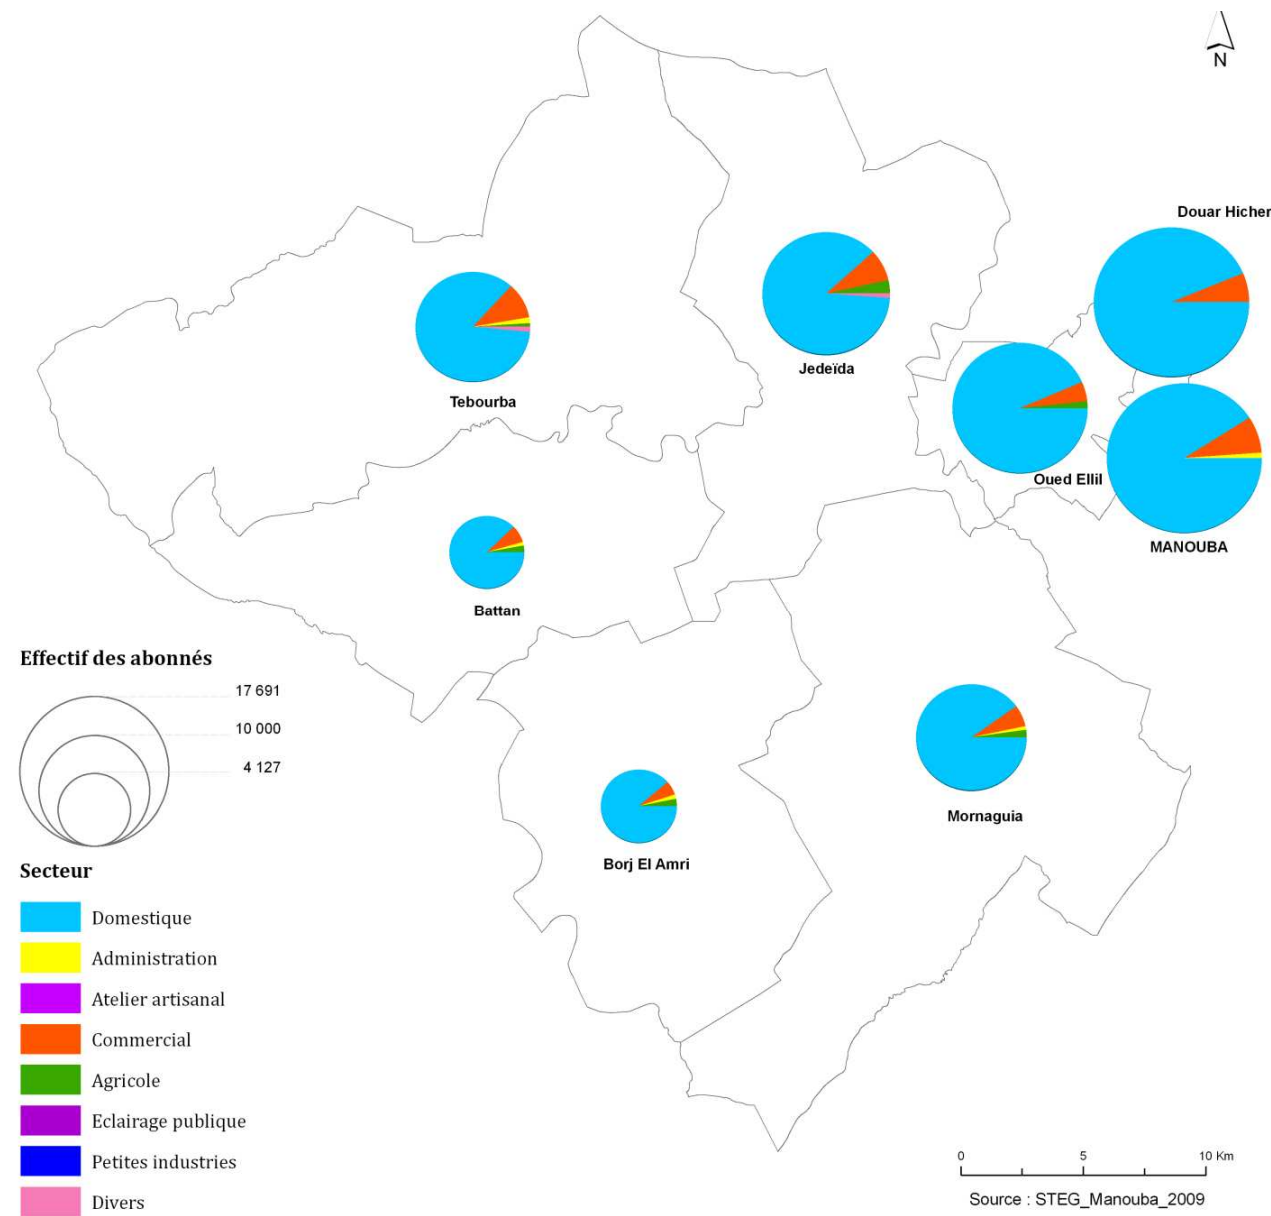 N
Douar Hicher
Jedeïda
Tebourba
Oued Ellil
MANOUBA
Battan
Effectif des abonnés
17 691
10 000
4 127
Mornaguia
Borj El Amri
Secteur
Domestique
Administration
Atelier artisanal
Commercial
Agricole
Eclairage publique
Petites industries
Divers
0 5 10 Km
Source : STEG_Manouba_2009